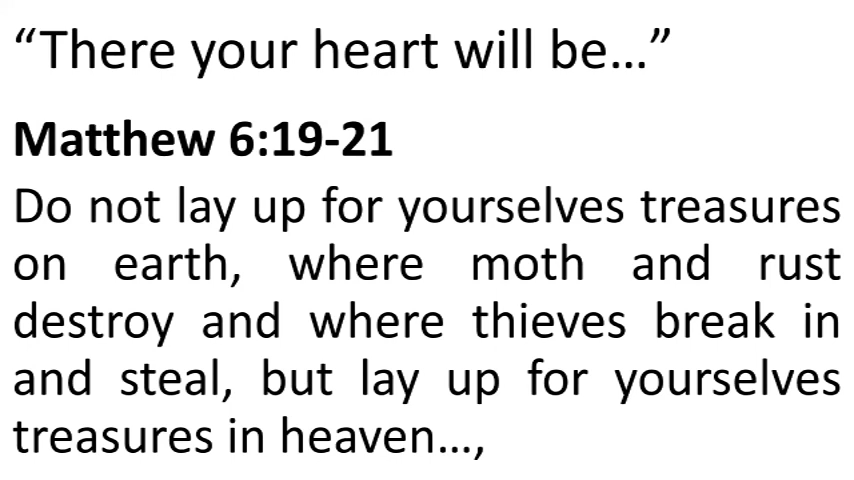 “There your heart will be…”
Matthew 6:19-21
Do not lay up for yourselves treasures
on earth, where moth and rust
destroy and where thieves break in
and steal, but lay up for yourselves
treasures in heaven…,